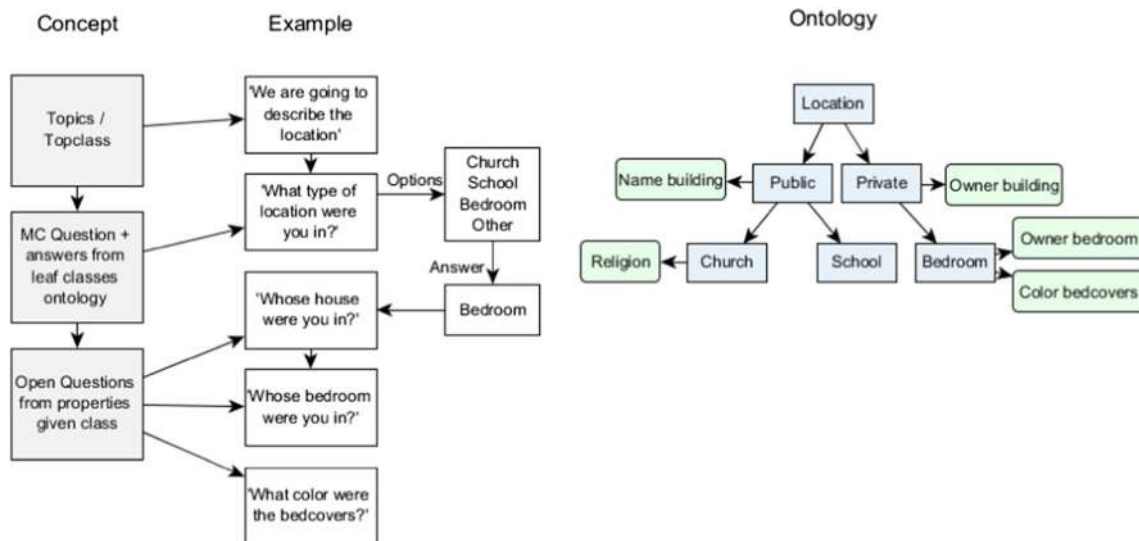 Concept
Example
Ontology
Topics /
Topclass
'We are going to
describe the
location'
MC Question +
answers from
leaf classes
ontology
'What type of
location were
you in?'
Options
Church
School
Bedroom
Other
Answer
Bedroom
Open Questions
from properties
given class
'Whose house
were you in?'
'Whose bedroom
were you in?'
'What color were
the bedcovers?'
Location
Name building
Public
Private
Owner building
Religion
Church
School
Bedroom
Owner bedroom
Color bedcovers